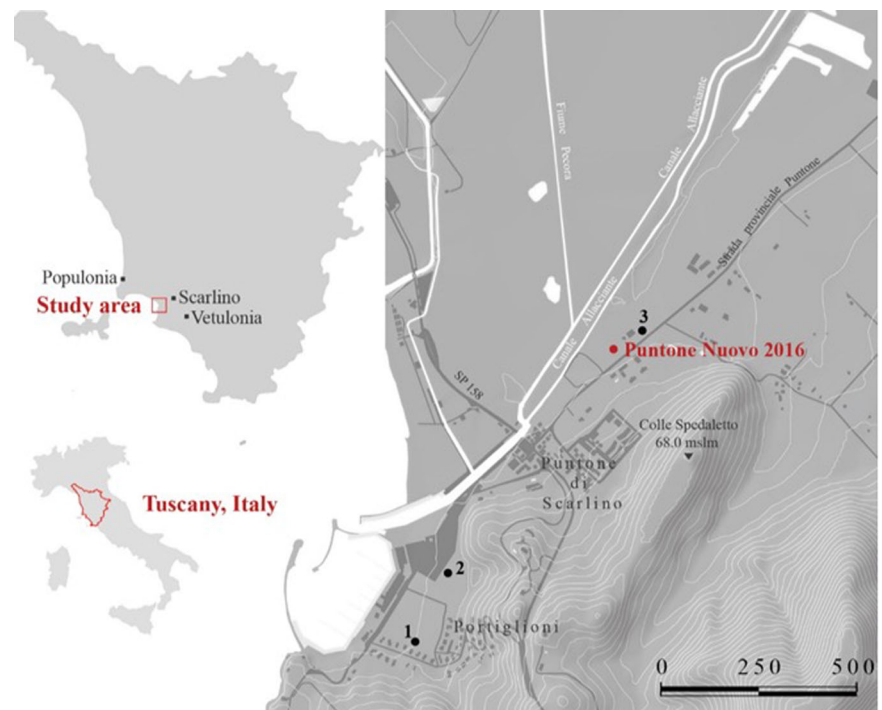 Populonia
Study area
Scarlino
Vetulonia
Tuscany, Italy
Fiume Pecora
Canale Allacciante
Canale Allacciante
Strada provinciale Puntone
3
Puntone Nuovo 2016
SP 158
Colle Spedaletto
68.0 mslm
Puntone
di
Scarlino
2
1
Portiglioni
0 250 500